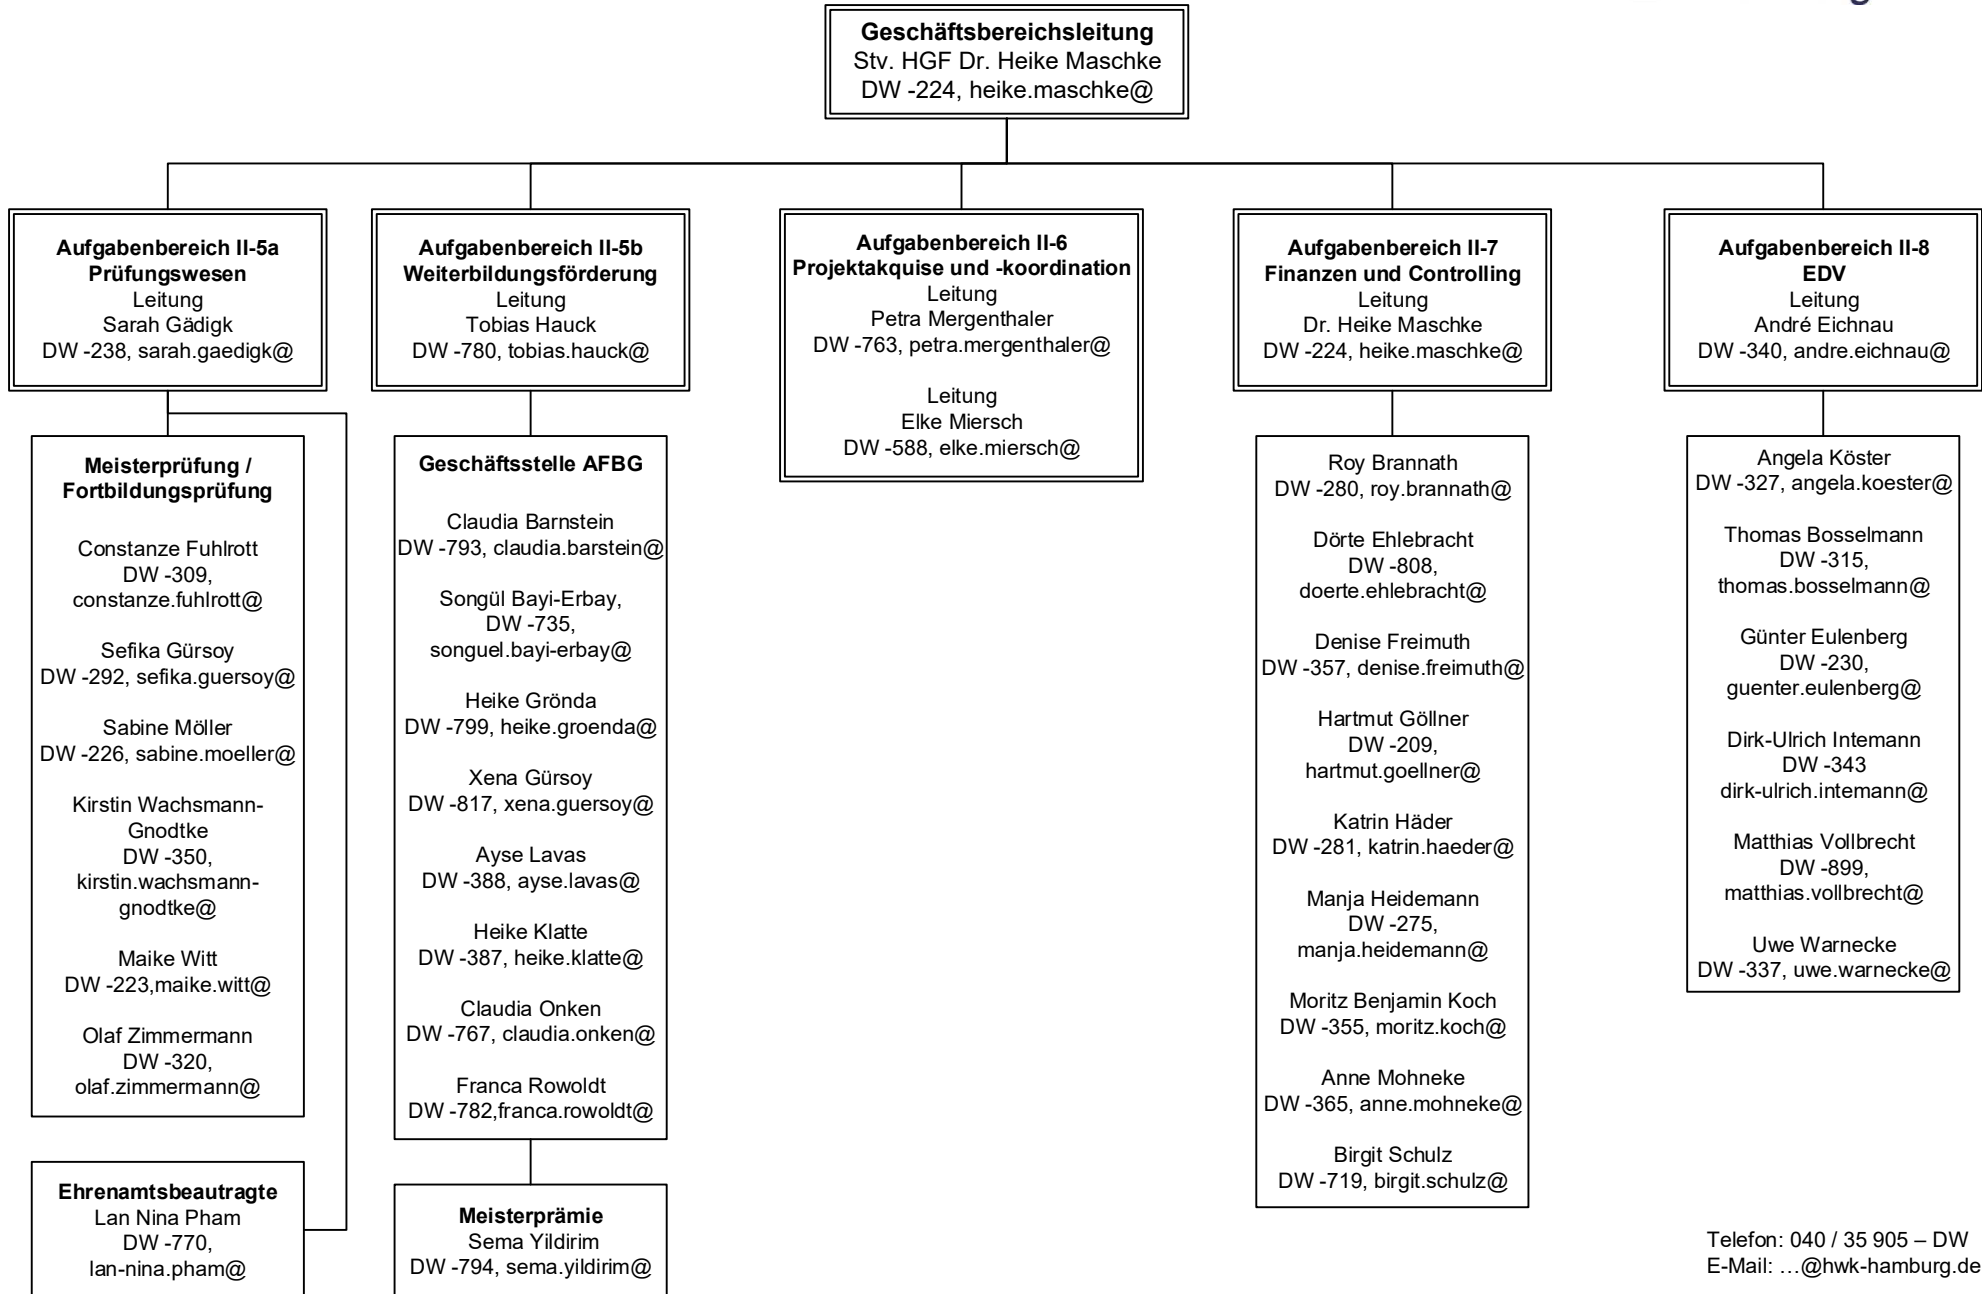 Geschäftsbereichsleitung
Stv. HGF Dr. Heike Maschke
DW -224, heike.maschke@
Aufgabenbereich II-5a
Prüfungswesen
Leitung
Sarah Gädigk
DW -238, sarah.gaedigk@
Meisterprüfung /
Fortbildungsprüfung
Constanze Fuhlrott
DW -309,
constanze.fuhlrott@
Sefika Gürsoy
DW -292, sefika.guersoy@
Sabine Möller
DW -226, sabine.moeller@
Kirstin Wachsmann-
Gnodtke
DW -350,
kirstin.wachsmann-
gnodtke@
Maike Witt
DW -223,maike.witt@
Olaf Zimmermann
DW -320,
olaf.zimmermann@
Ehrenamtsbeautragte
Lan Nina Pham
DW -770,
lan-nina.pham@
Aufgabenbereich II-5b
Weiterbildungsförderung
Leitung
Tobias Hauck
DW -780, tobias.hauck@
Geschäftsstelle AFBG
Claudia Barnstein
DW -793, claudia.barstein@
Songül Bayi-Erbay,
DW -735,
songuel.bayi-erbay@
Heike Grönda
DW -799, heike.groenda@
Xena Gürsoy
DW -817, xena.guersoy@
Ayse Lavas
DW -388, ayse.lavas@
Heike Klatte
DW -387, heike.klatte@
Claudia Onken
DW -767, claudia.onken@
Franca Rowoldt
DW -782,franca.rowoldt@
Meisterprämie
Sema Yildirim
DW -794, sema.yildirim@
Aufgabenbereich II-6
Projektakquise und -koordination
Leitung
Petra Mergenthaler
DW -763, petra.mergenthaler@
Leitung
Elke Miersch
DW -588, elke.miersch@
Aufgabenbereich II-7
Finanzen und Controlling
Leitung
Dr. Heike Maschke
DW -224, heike.maschke@
Roy Brannath
DW -280, roy.brannath@
Dörte Ehlebracht
DW -808,
doerte.ehlebracht@
Denise Freimuth
DW -357, denise.freimuth@
Hartmut Göllner
DW -209,
hartmut.goellner@
Katrin Häder
DW -281, katrin.haeder@
Manja Heidemann
DW -275,
manja.heidemann@
Moritz Benjamin Koch
DW -355, moritz.koch@
Anne Mohneke
DW -365, anne.mohneke@
Birgit Schulz
DW -719, birgit.schulz@
Aufgabenbereich II-8
EDV
Leitung
André Eichnau
DW -340, andre.eichnau@
Angela Köster
DW -327, angela.koester@
Thomas Bosselmann
DW -315,
thomas.bosselmann@
Günter Eulenberg
DW -230,
guenter.eulenberg@
Dirk-Ulrich Intemann
DW -343
dirk-ulrich.intemann@
Matthias Vollbrecht
DW -899,
matthias.vollbrecht@
Uwe Warnecke
DW -337, uwe.warnecke@
Telefon: 040 / 35 905 – DW
E-Mail: …@hwk-hamburg.de